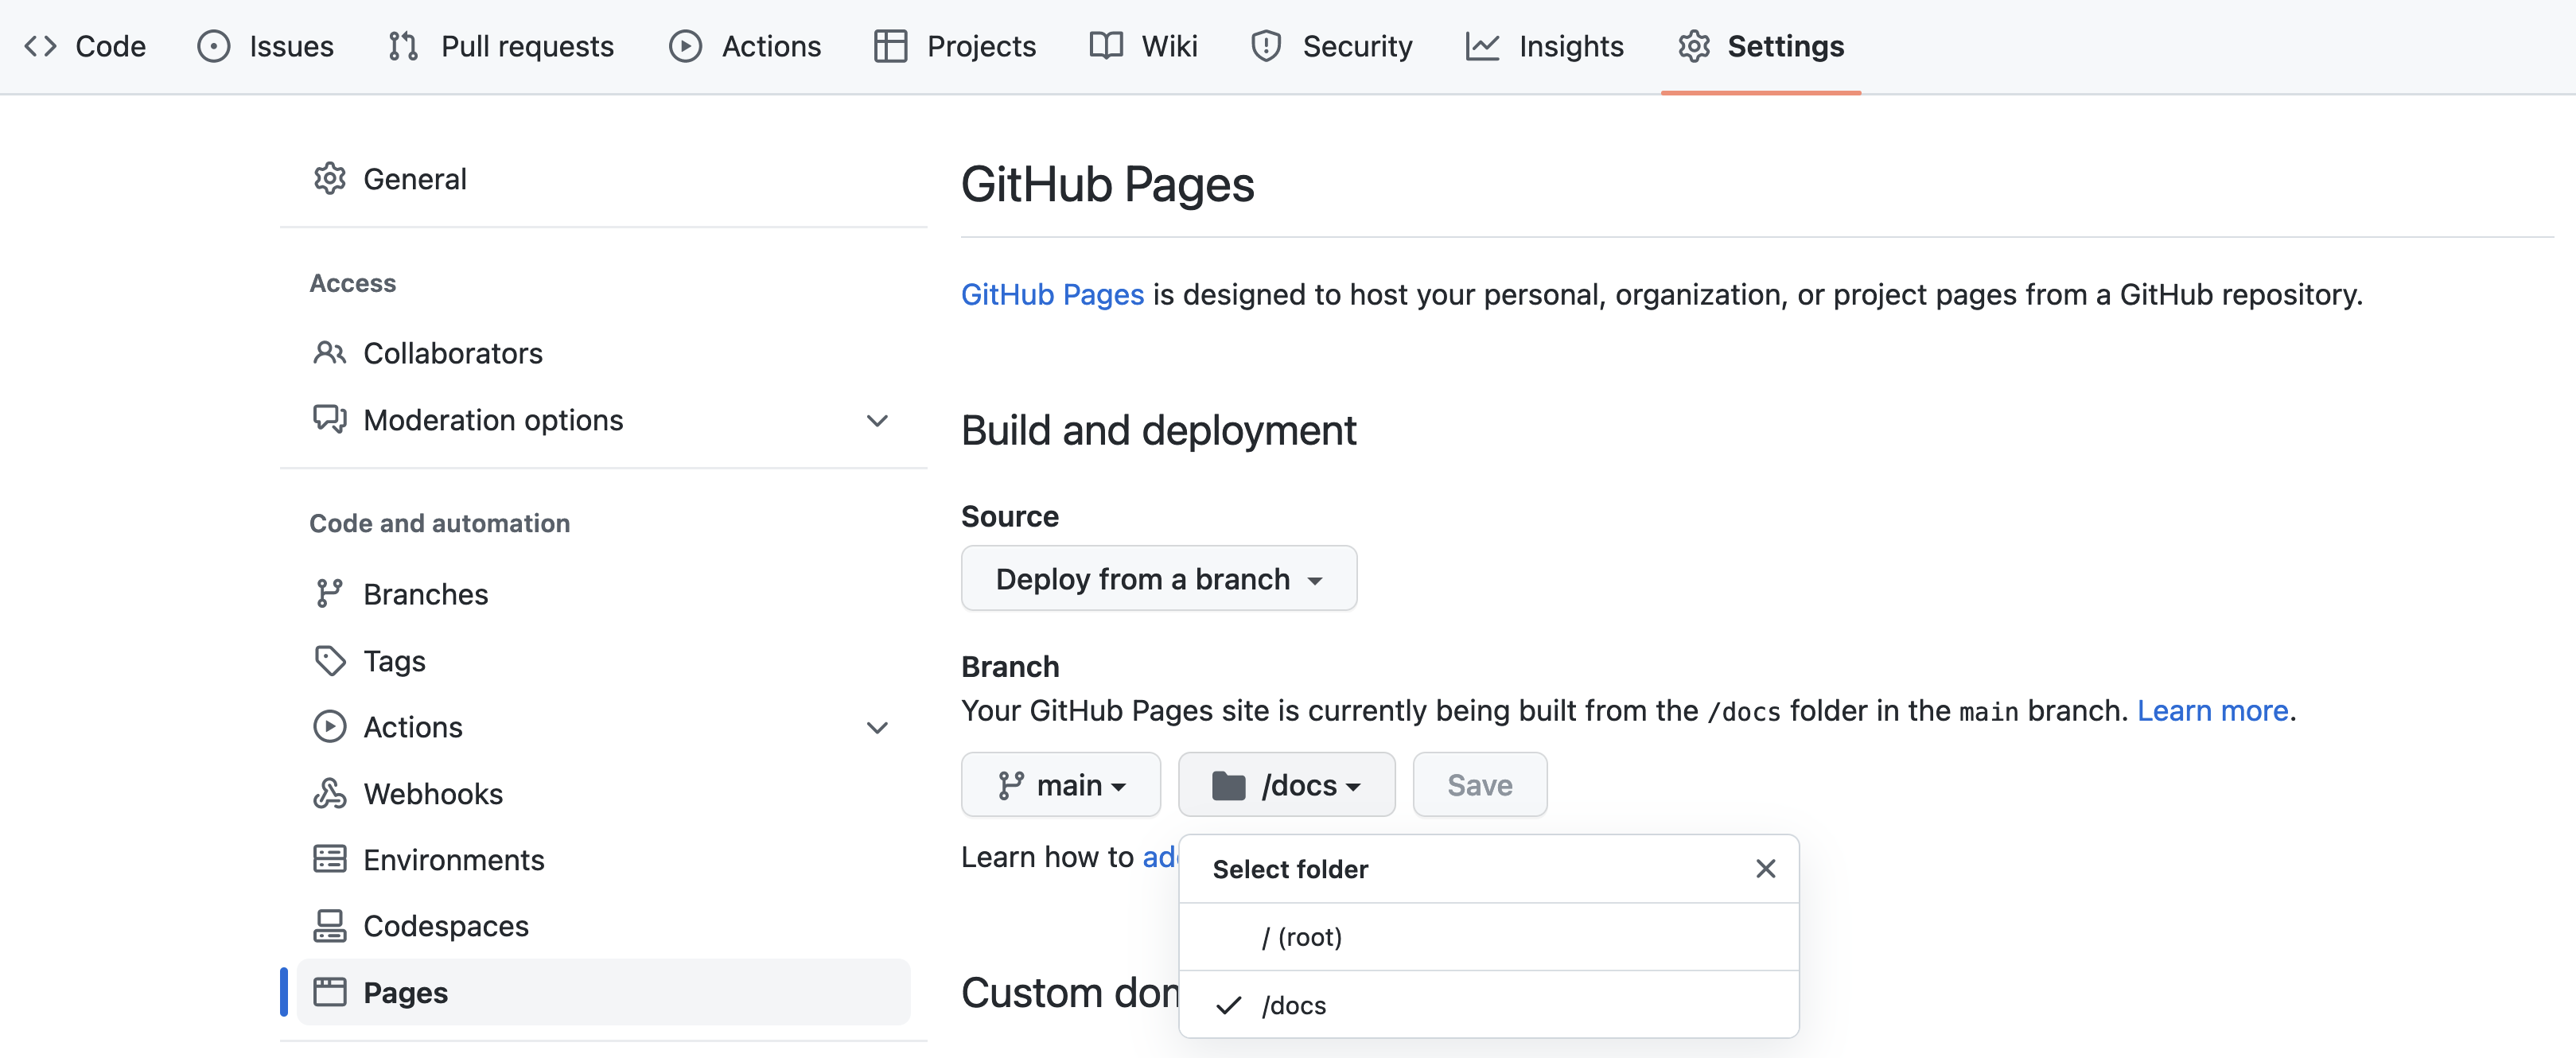 Code Issues Pull requests Actions Projects Wiki Security Insights Settings
General
Access
Collaborators
Moderation options
Code and automation
Branches
Tags
Actions
Webhooks
Environments
Codespaces
Pages
GitHub Pages
GitHub Pages is designed to host your personal, organization, or project pages from a GitHub repository.
Build and deployment
Source
Deploy from a branch
Branch
Your GitHub Pages site is currently being built from the /docs folder in the main branch. Learn more.
main /docs Save
Learn how to
Select folder
/ (root)
/docs
Custom